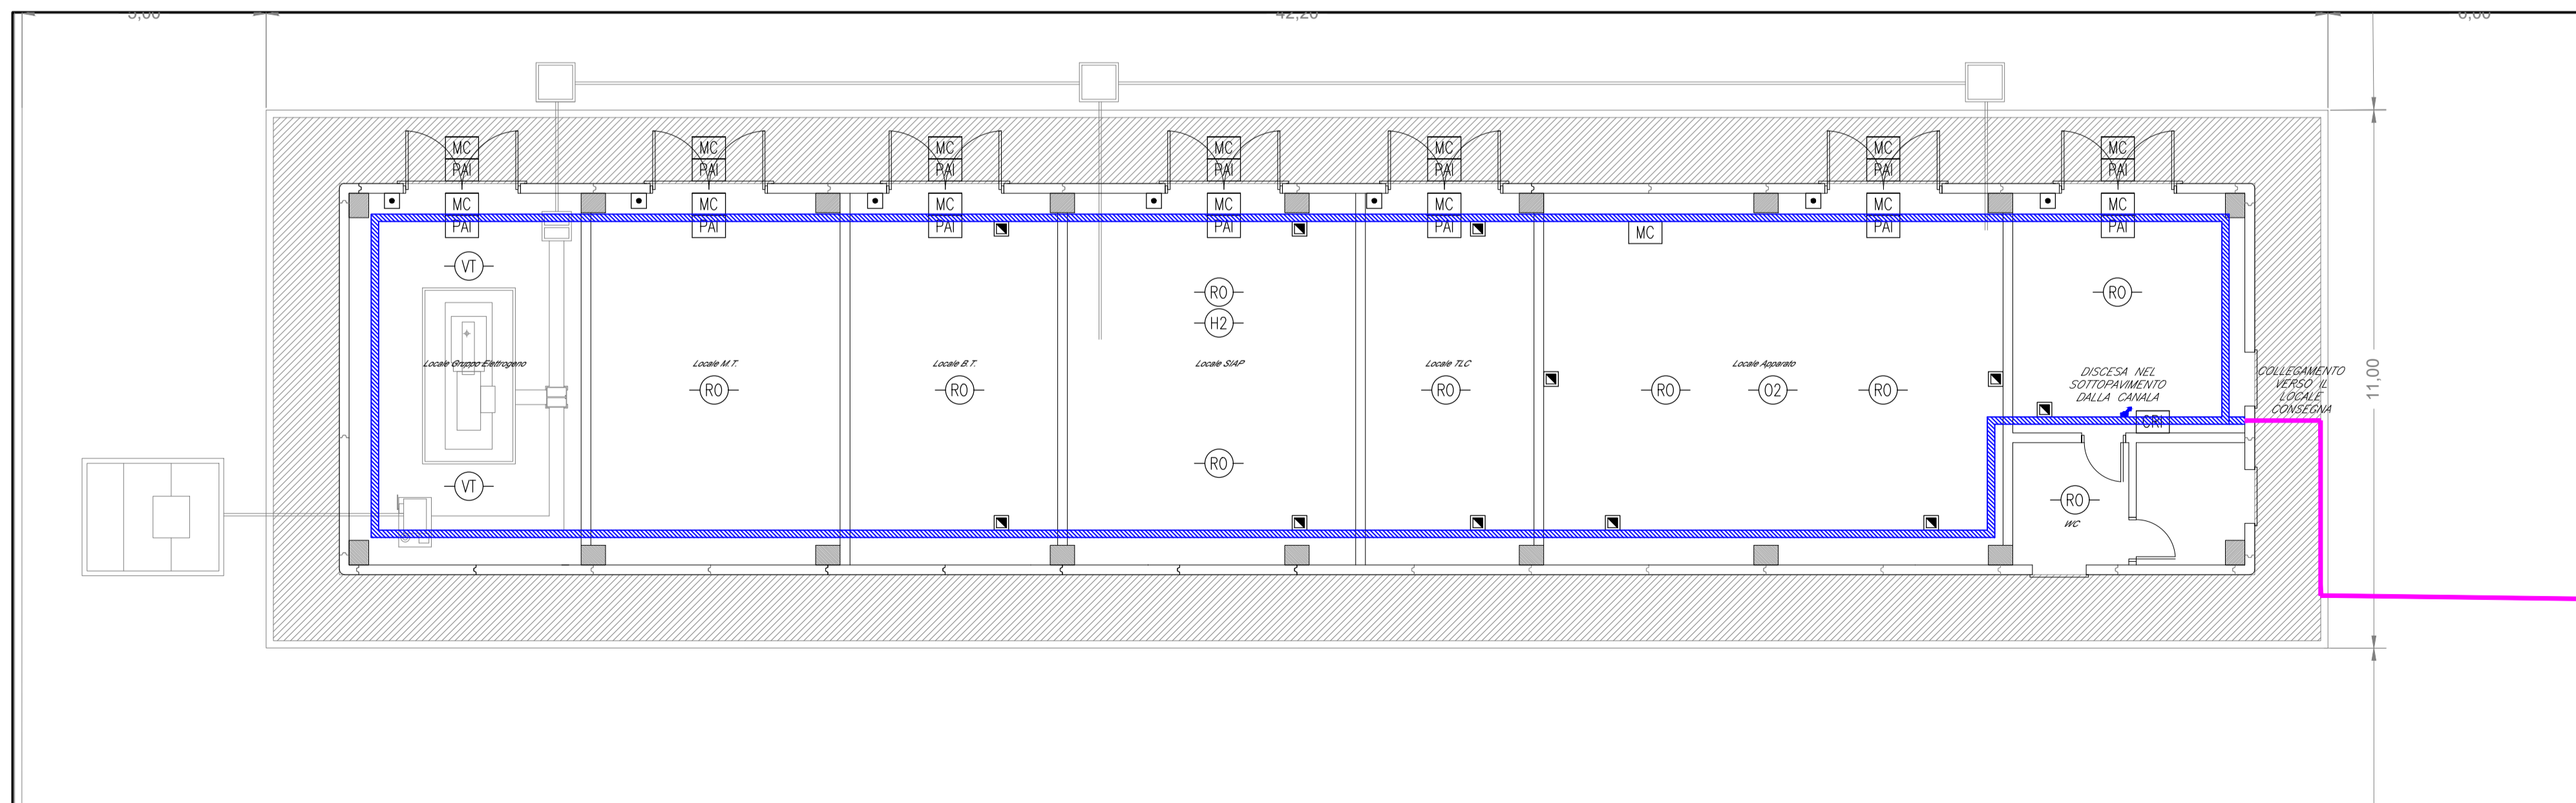 42,20
MC
PAI
MC
PAI
MC
PAI
MC
PAI
MC
PAI
MC
PAI
MC
PAI
MC
PAI
MC
PAI
MC
PAI
MC
PAI
MC
PAI
MC
PAI
MC
PAI
MC
VT
RO
H2
RO
Locale Gruppo Elettrogeno
Locale M.T.
Locale B.T.
Locale SIAP
Locale TLC
Locale Apparato
DISCESA NEL
SOTTOPAVIMENTO
DALLA CANALA
COLLEGAMENTO
VERSO IL
LOCALE
CONSEGNA
11,00
RO
RO
RO
RO
O2
RO
CRI
RO
VT
RO
WC